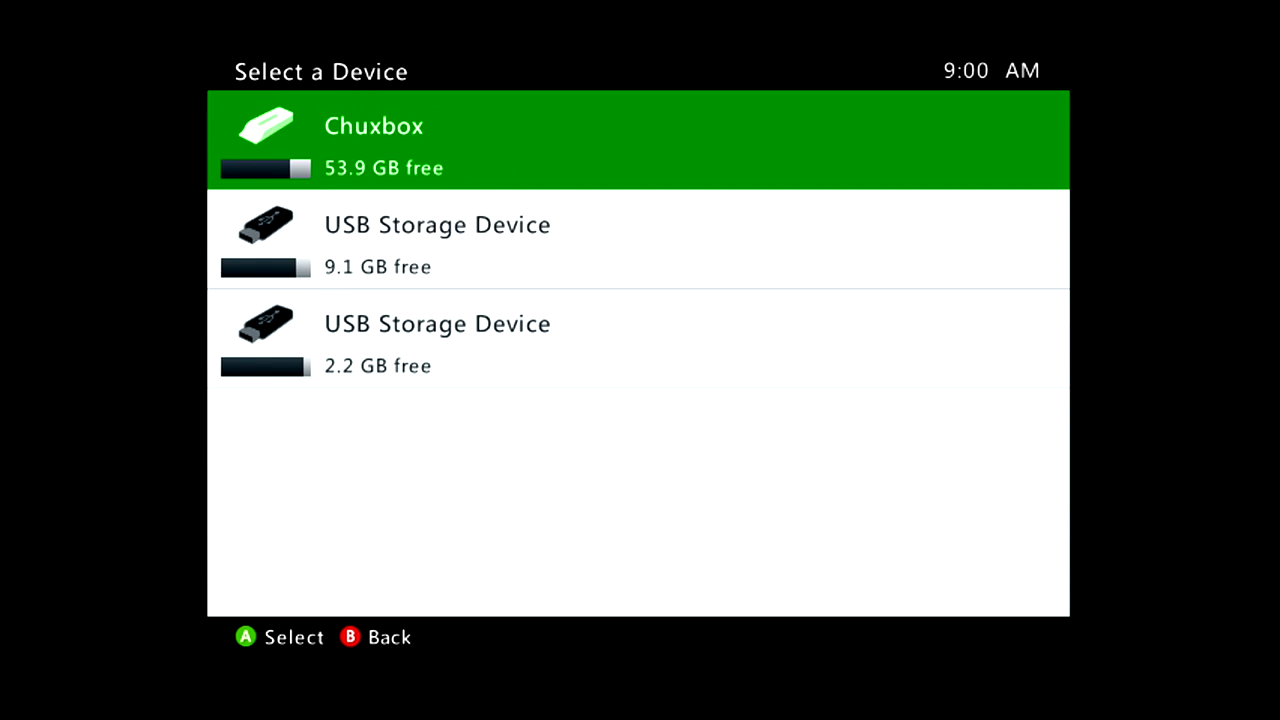 Select a Device
9:00 AM
Chuxbox
53.9 GB free
USB Storage Device
9.1 GB free
USB Storage Device
2.2 GB free
A Select B Back